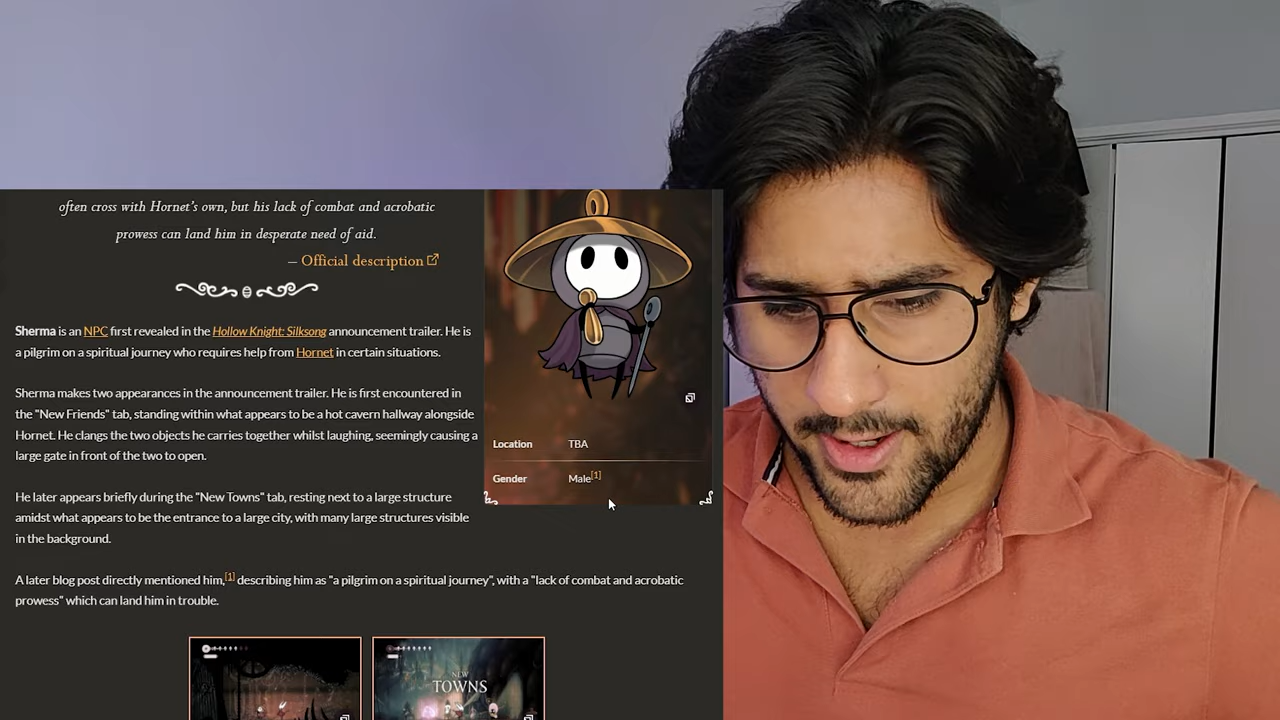 often cross with Hornet's own, but his lack of combat and acrobatic
prowess can land him in desperate need of aid.
– Official description
Sherma is an NPC first revealed in the Hollow Knight: Silksong announcement trailer. He is
a pilgrim on a spiritual journey who requires help from Hornet in certain situations.
Sherma makes two appearances in the announcement trailer. He is first encountered in
the "New Friends" tab, standing within what appears to be a hot cavern hallway alongside
Hornet. He clangs the two objects he carries together whilst laughing, seemingly causing a
large gate in front of the two to open.
He later appears briefly during the "New Towns" tab, resting next to a large structure
amidst what appears to be the entrance to a large city, with many large structures visible
in the background.
A later blog post directly mentioned him,[1] describing him as "a pilgrim on a spiritual journey", with a "lack of combat and acrobatic
prowess" which can land him in trouble.
Location TBA
Gender Male[1]
NEW
TOWNS